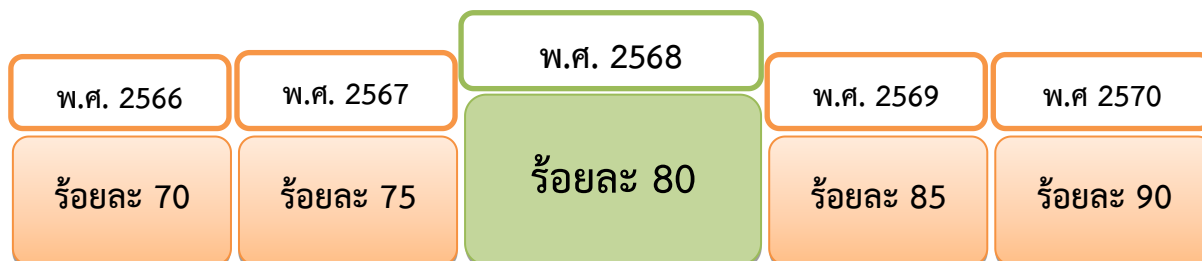 พ.ศ. 2566
พ.ศ. 2567
พ.ศ. 2568
พ.ศ. 2569
พ.ศ 2570
ร้อยละ 70
ร้อยละ 75
ร้อยละ 80
ร้อยละ 85
ร้อยละ 90